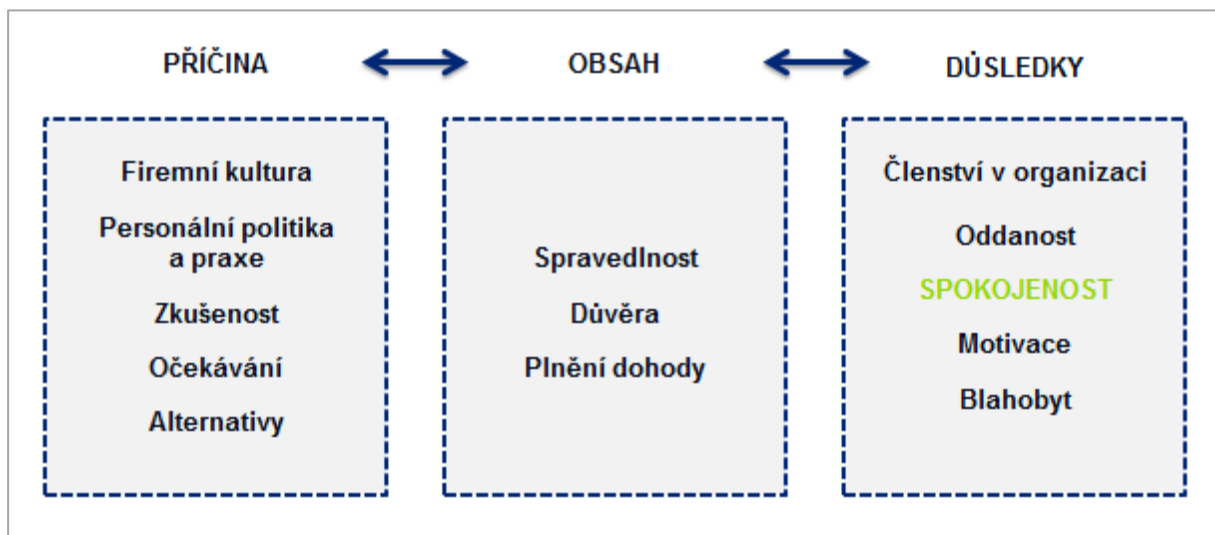 PŘÍČINA
OBSAH
DŮSLEDKY
Firemní kultura
Personální politika
a praxe
Zkušenost
Očekávání
Alternativy
Spravedlnost
Důvěra
Plnění dohody
Členství v organizaci
Oddanost
SPOKOJENOST
Motivace
Blahobyt